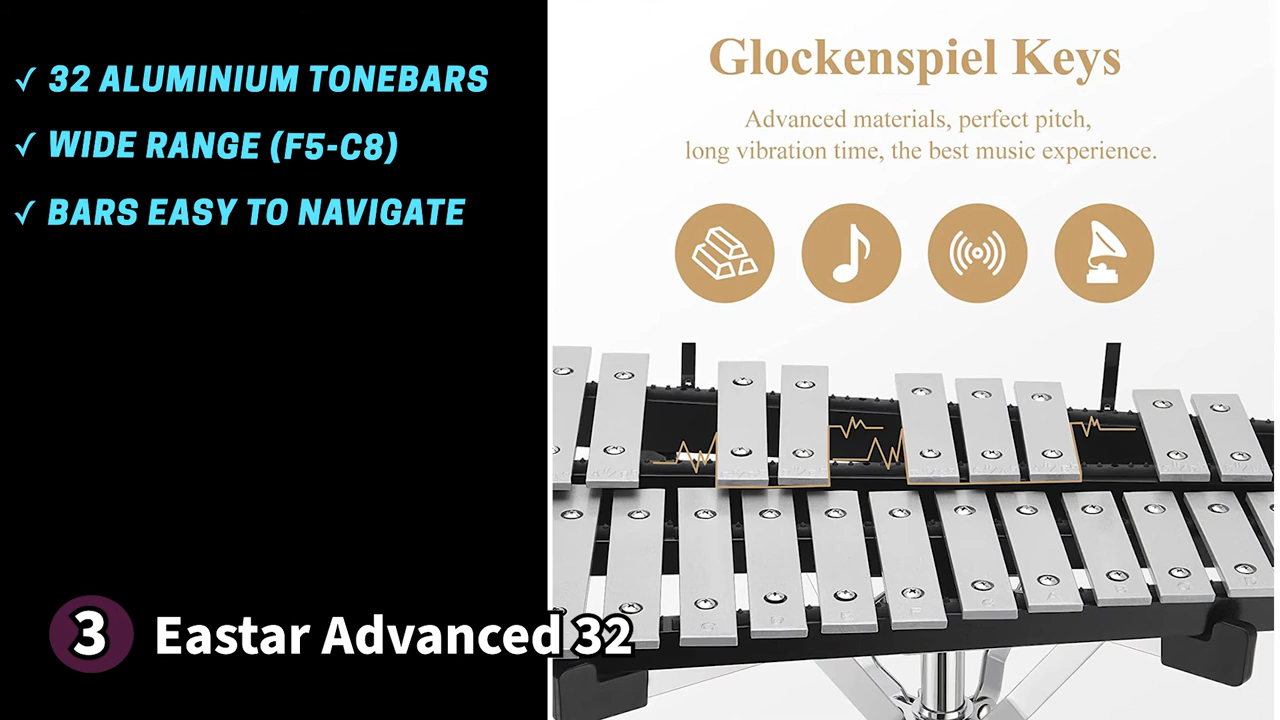 ✓ 32 ALUMINIUM TONEBARS
✓ WIDE RANGE (F5-C8)
✓ BARS EASY TO NAVIGATE
Glockenspiel Keys
Advanced materials, perfect pitch,
long vibration time, the best music experience.
3 Eastar Advanced 32